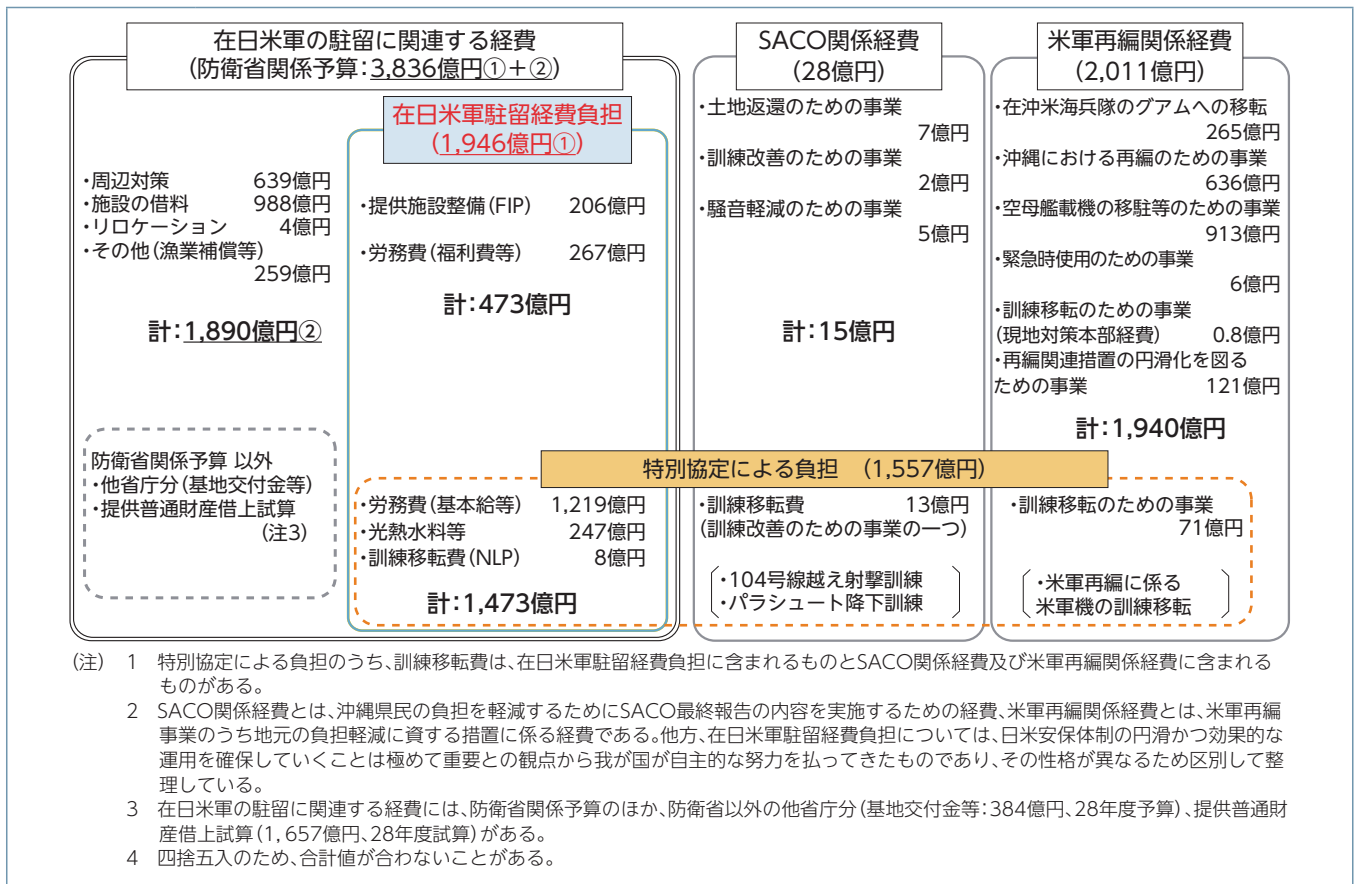 在日米軍の駐留に関連する経費
(防衛省関係予算:3,836億円①+②)
在日米軍駐留経費負担
(1,946億円①)
・周辺対策 639億円
・施設の借料 988億円
・リロケーション 4億円
・その他(漁業補償等)
259億円
計:1,890億円②
・提供施設整備(FIP) 206億円
・労務費(福利費等) 267億円
計:473億円
防衛省関係予算 以外
・他省庁分(基地交付金等)
・提供普通財産借上試算
(注3)
SACO関係経費
(28億円)
・土地返還のための事業
7億円
・訓練改善のための事業
2億円
・騒音軽減のための事業
5億円
計:15億円
米軍再編関係経費
(2,011億円)
・在沖米海兵隊のグアムへの移転
265億円
・沖縄における再編のための事業
636億円
・空母艦載機の移駐等のための事業
913億円
・緊急時使用のための事業
6億円
・訓練移転のための事業
(現地対策本部経費) 0.8億円
・再編関連措置の円滑化を図る
ための事業 121億円
計:1,940億円
特別協定による負担 (1,557億円)
・労務費(基本給等) 1,219億円
・光熱水料等 247億円
・訓練移転費(NLP) 8億円
計:1,473億円
・訓練移転費 13億円
(訓練改善のための事業の一つ)
・104号線越え射撃訓練
・パラシュート降下訓練
・訓練移転のための事業
71億円
・米軍再編に係る
米軍機の訓練移転
(注) 1 特別協定による負担のうち、訓練移転費は、在日米軍駐留経費負担に含まれるものとSACO関係経費及び米軍再編関係経費に含まれる
ものがある。
2 SACO関係経費とは、沖縄県民の負担を軽減するためにSACO最終報告の内容を実施するための経費、米軍再編関係経費とは、米軍再編
事業のうち地元の負担軽減に資する措置に係る経費である。他方、在日米軍駐留経費負担については、日米安保体制の円滑かつ効果的な
運用を確保していくことは極めて重要との観点から我が国が自主的な努力を払ってきたものであり、その性格が異なるため区別して整
理している。
3 在日米軍の駐留に関連する経費には、防衛省関係予算のほか、防衛省以外の他省庁分(基地交付金等:384億円、28年度予算)、提供普通財
産借上試算(1,657億円、28年度試算)がある。
4 四捨五入のため、合計値が合わないことがある。